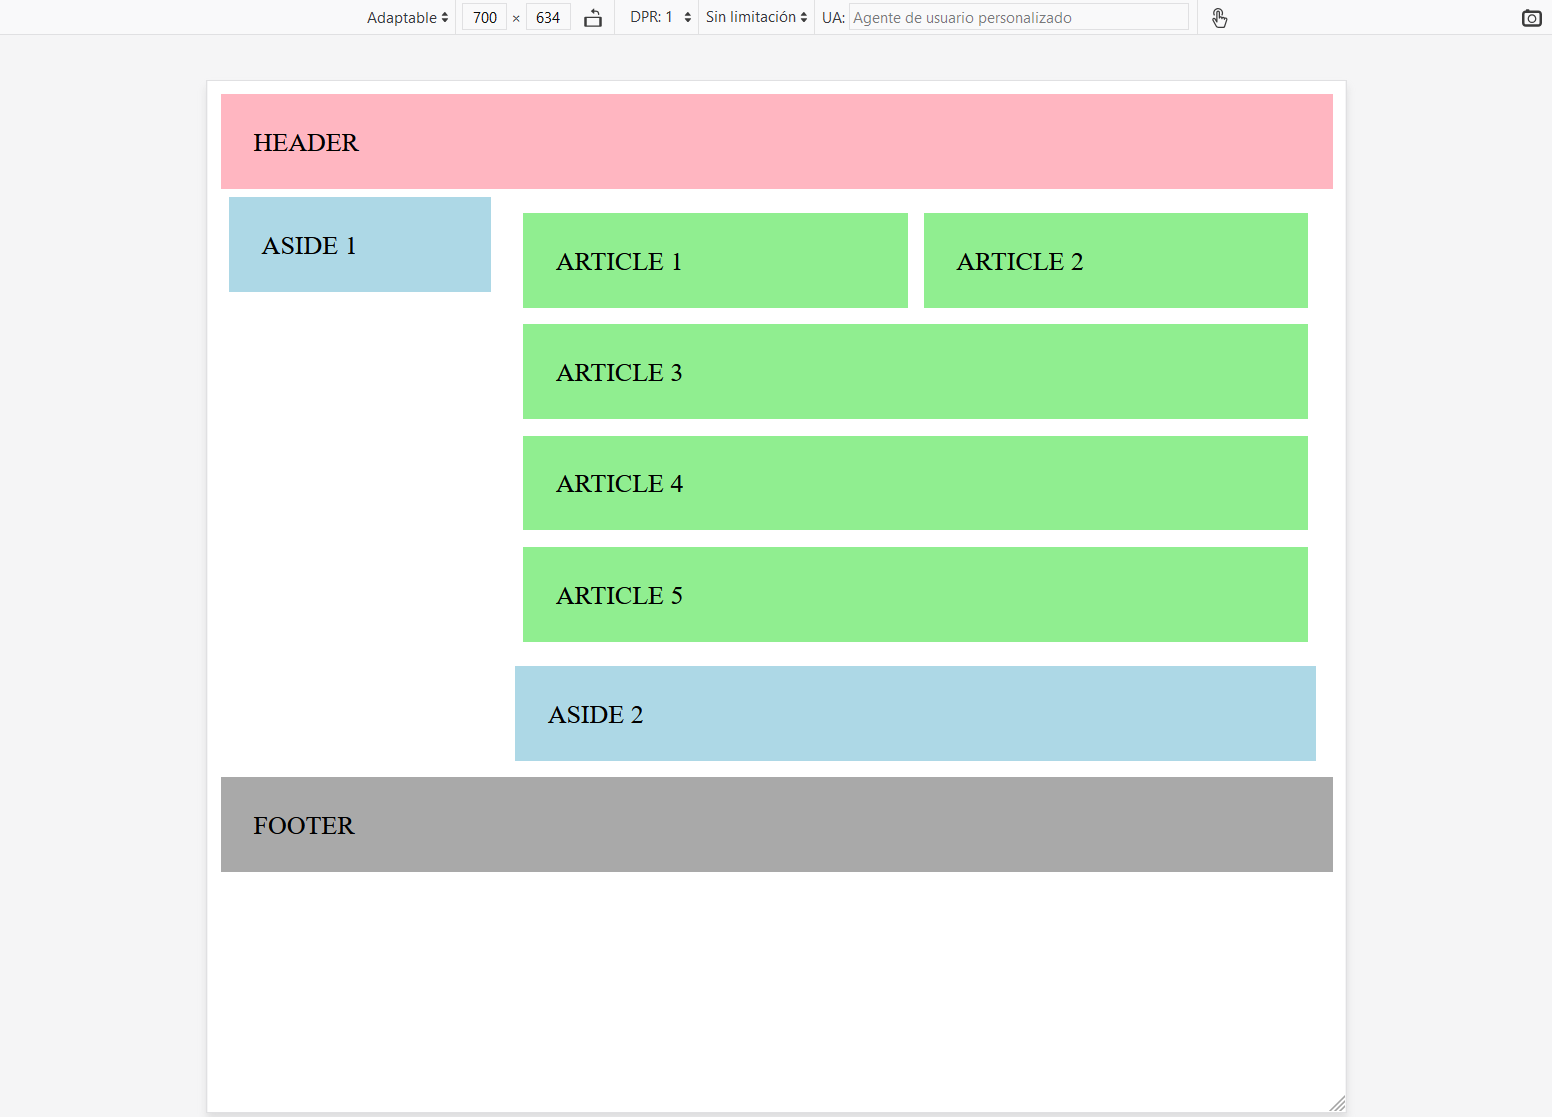 Adaptable 700 × 634 DPR: 1 Sin limitación UA: Agente de usuario personalizado
HEADER
ASIDE 1
ARTICLE 1
ARTICLE 2
ARTICLE 3
ARTICLE 4
ARTICLE 5
ASIDE 2
FOOTER